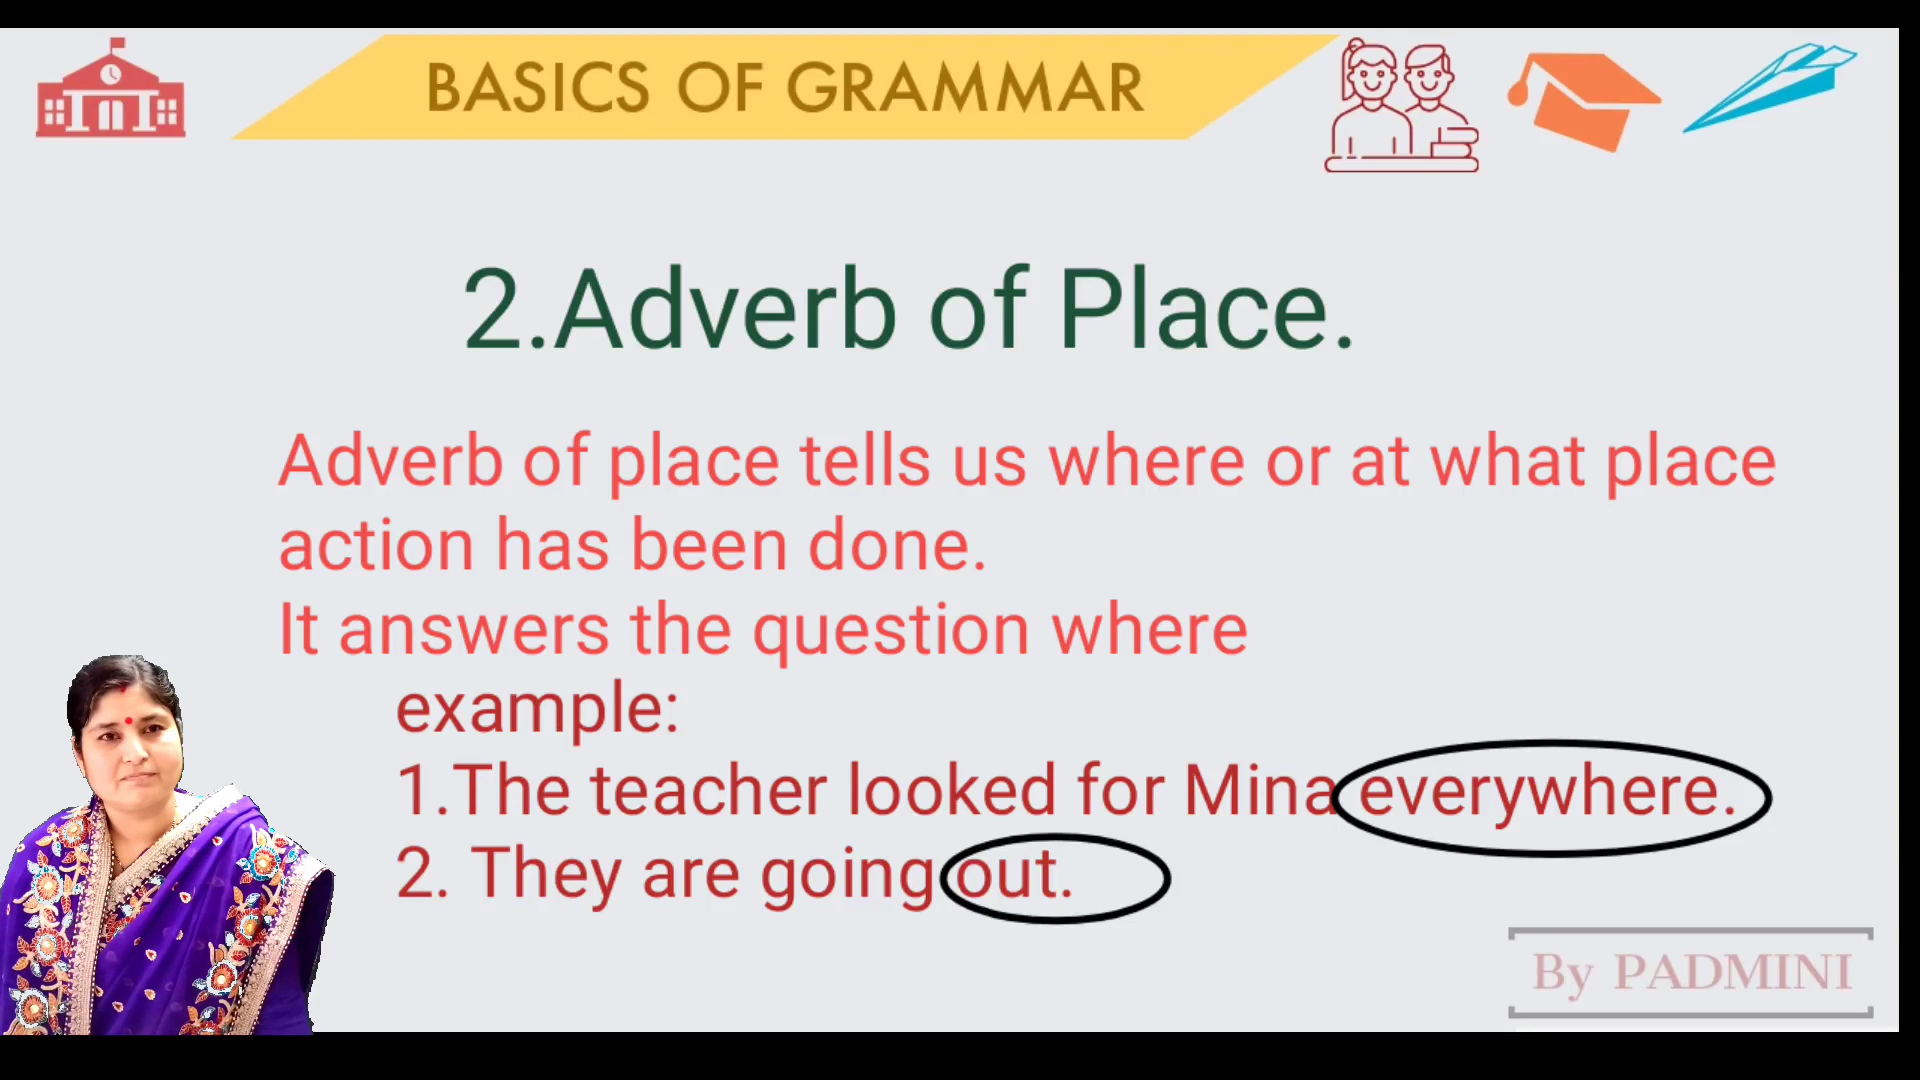 BASICS OF GRAMMAR
2.Adverb of Place.
Adverb of place tells us where or at what place
action has been done.
It answers the question where
example:
1.The teacher looked for Mina everywhere.
2. They are going out.
By PADMINI